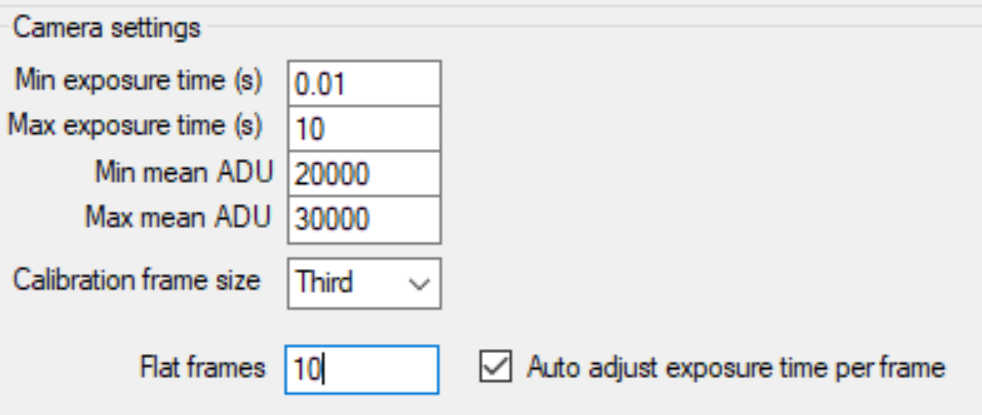 Camera settings
Min exposure time (s) 0.01
Max exposure time (s) 10
Min mean ADU 20000
Max mean ADU 30000
Calibration frame size Third
Flat frames 10 Auto adjust exposure time per frame